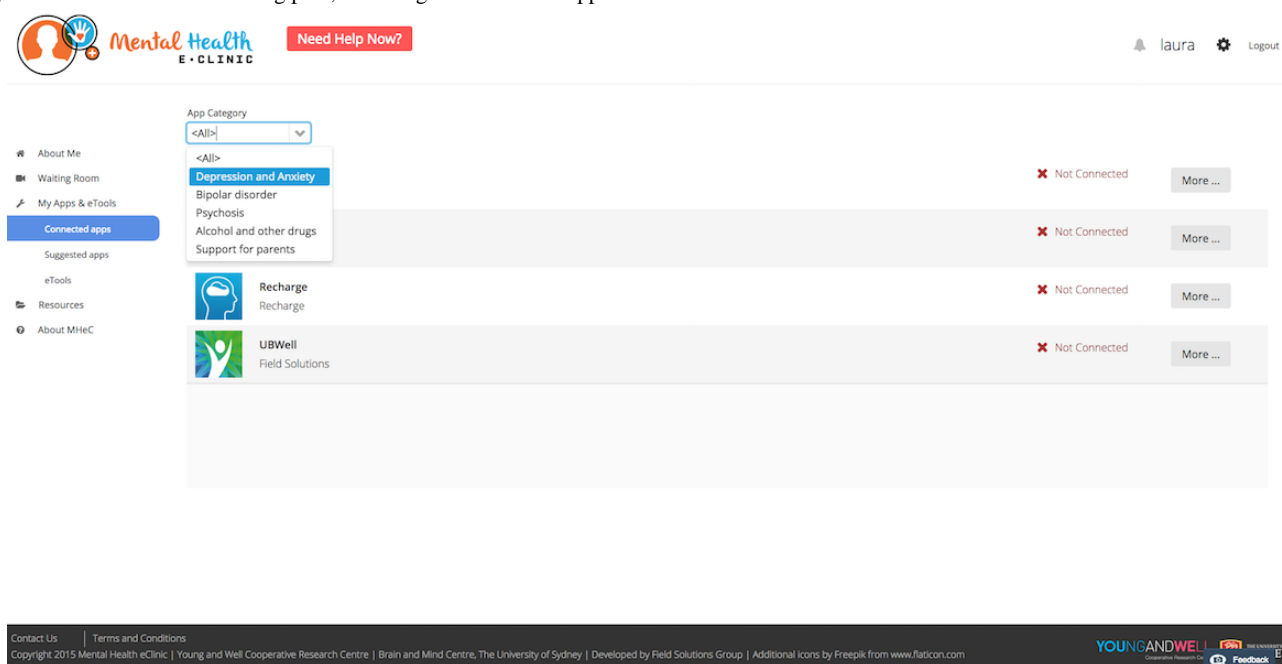 Mental Health
E·CLINIC
Need Help Now?
laura
Logout
App Category
<All>
<All>
Depression and Anxiety
Bipolar disorder
Psychosis
Alcohol and other drugs
Support for parents
About Me
Waiting Room
My Apps & eTools
Connected apps
Suggested apps
eTools
Resources
About MHeC
Not Connected
More ...
Not Connected
More ...
Recharge
Recharge
Not Connected
More ...
UBWell
Field Solutions
Not Connected
More ...
Contact Us | Terms and Conditions
Copyright 2015 Mental Health eClinic | Young and Well Cooperative Research Centre | Brain and Mind Centre, The University of Sydney | Developed by Field Solutions Group | Additional icons by Freepik from www.flaticon.com
YOUNGANDWELL
Cooperative Research
Feedback